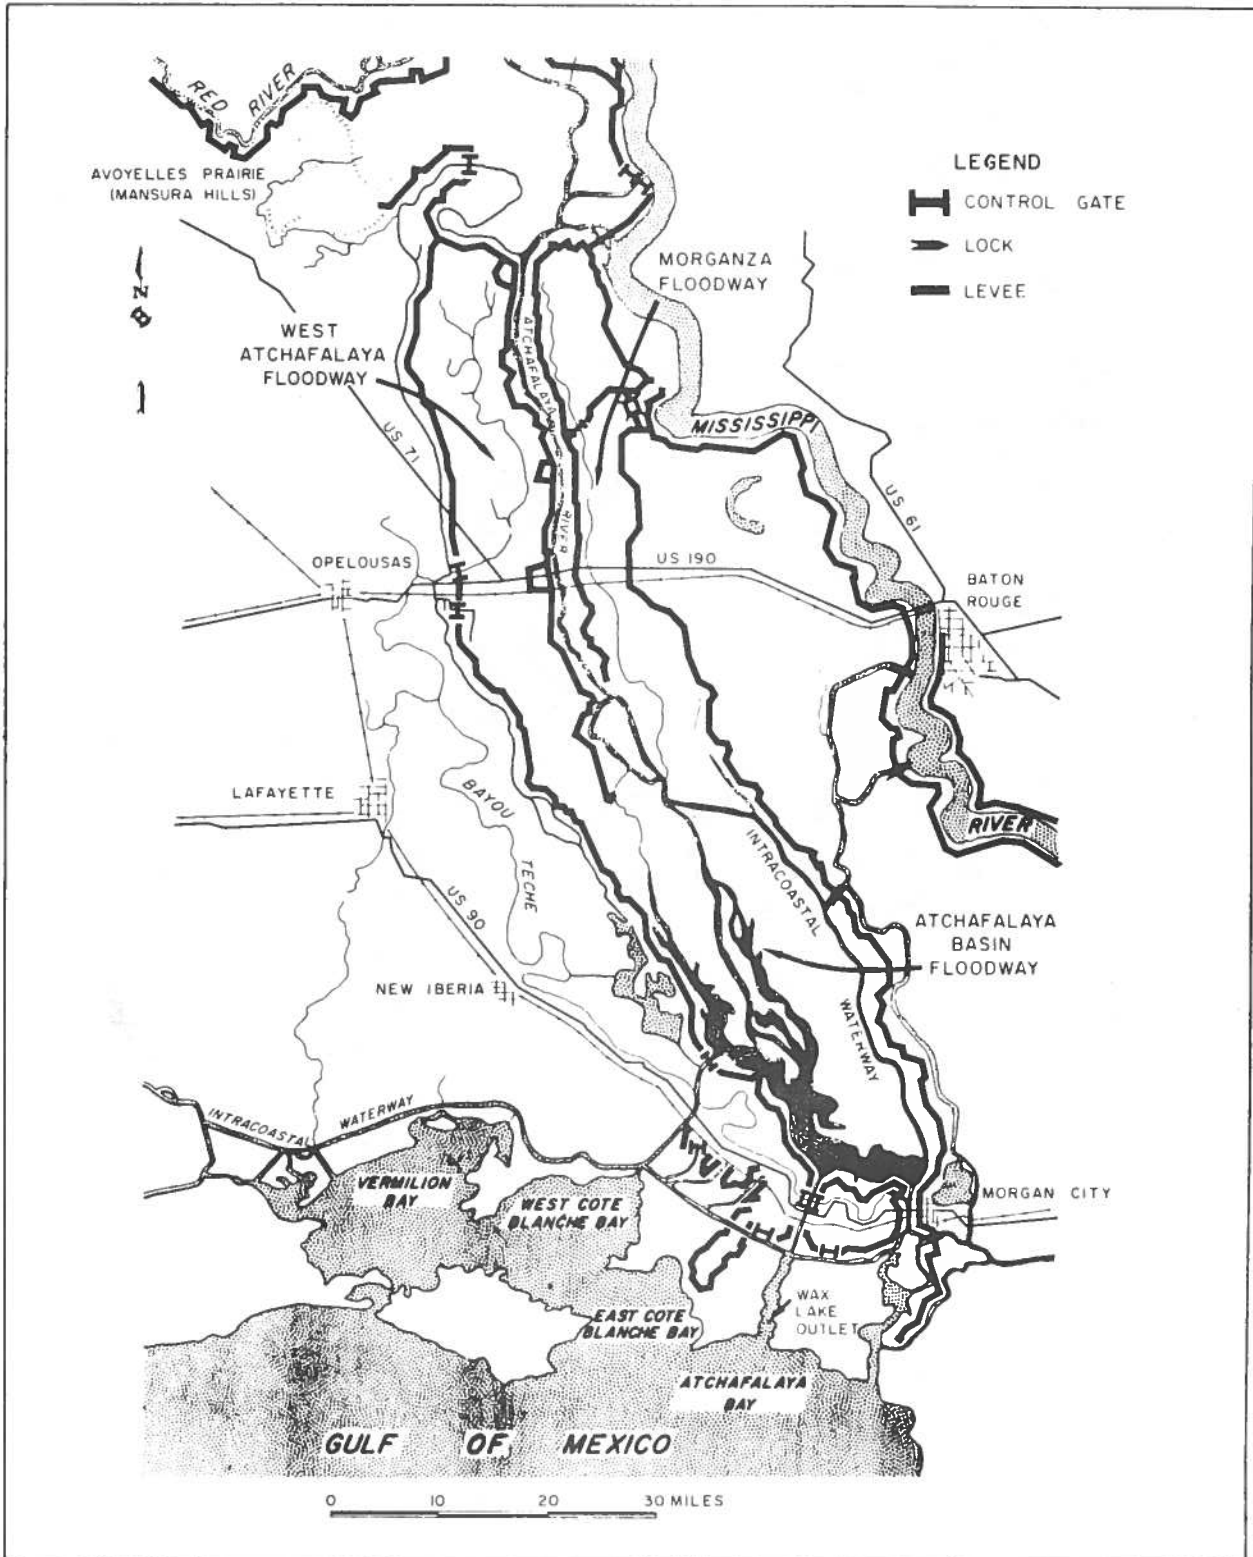 RED
RIVER
AVOYELLES PRAIRIE
(MANSURA HILLS)
LEGEND
CONTROL GATE
LOCK
LEVEE
N
MORGANZA
FLOODWAY
WEST
ATCHAFALAYA
FLOODWAY
ATCHAFALAYA
RIVER
MISSISSIPPI
US 71
US 61
OPELOUSAS
US 190
BATON
ROUGE
LAFAYETTE
BAYOU
TECHE
RIVER
INTRACOASTAL
WATERWAY
US 90
ATCHAFALAYA
BASIN
FLOODWAY
NEW IBERIA
INTRACOASTAL
WATERWAY
VERMILION
BAY
WEST COTE
BLANCHE BAY
MORGAN CITY
EAST COTE
BLANCHE BAY
WAX
LAKE
OUTLET
ATCHAFALAYA
BAY
GULF OF MEXICO
0 10 20 30 MILES